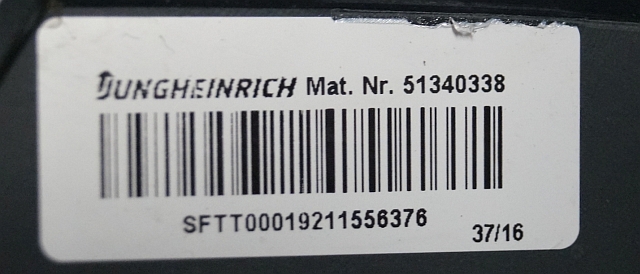 JUNGHEINRICH Mat. Nr. 51340338
SFTT00019211556376
37/16